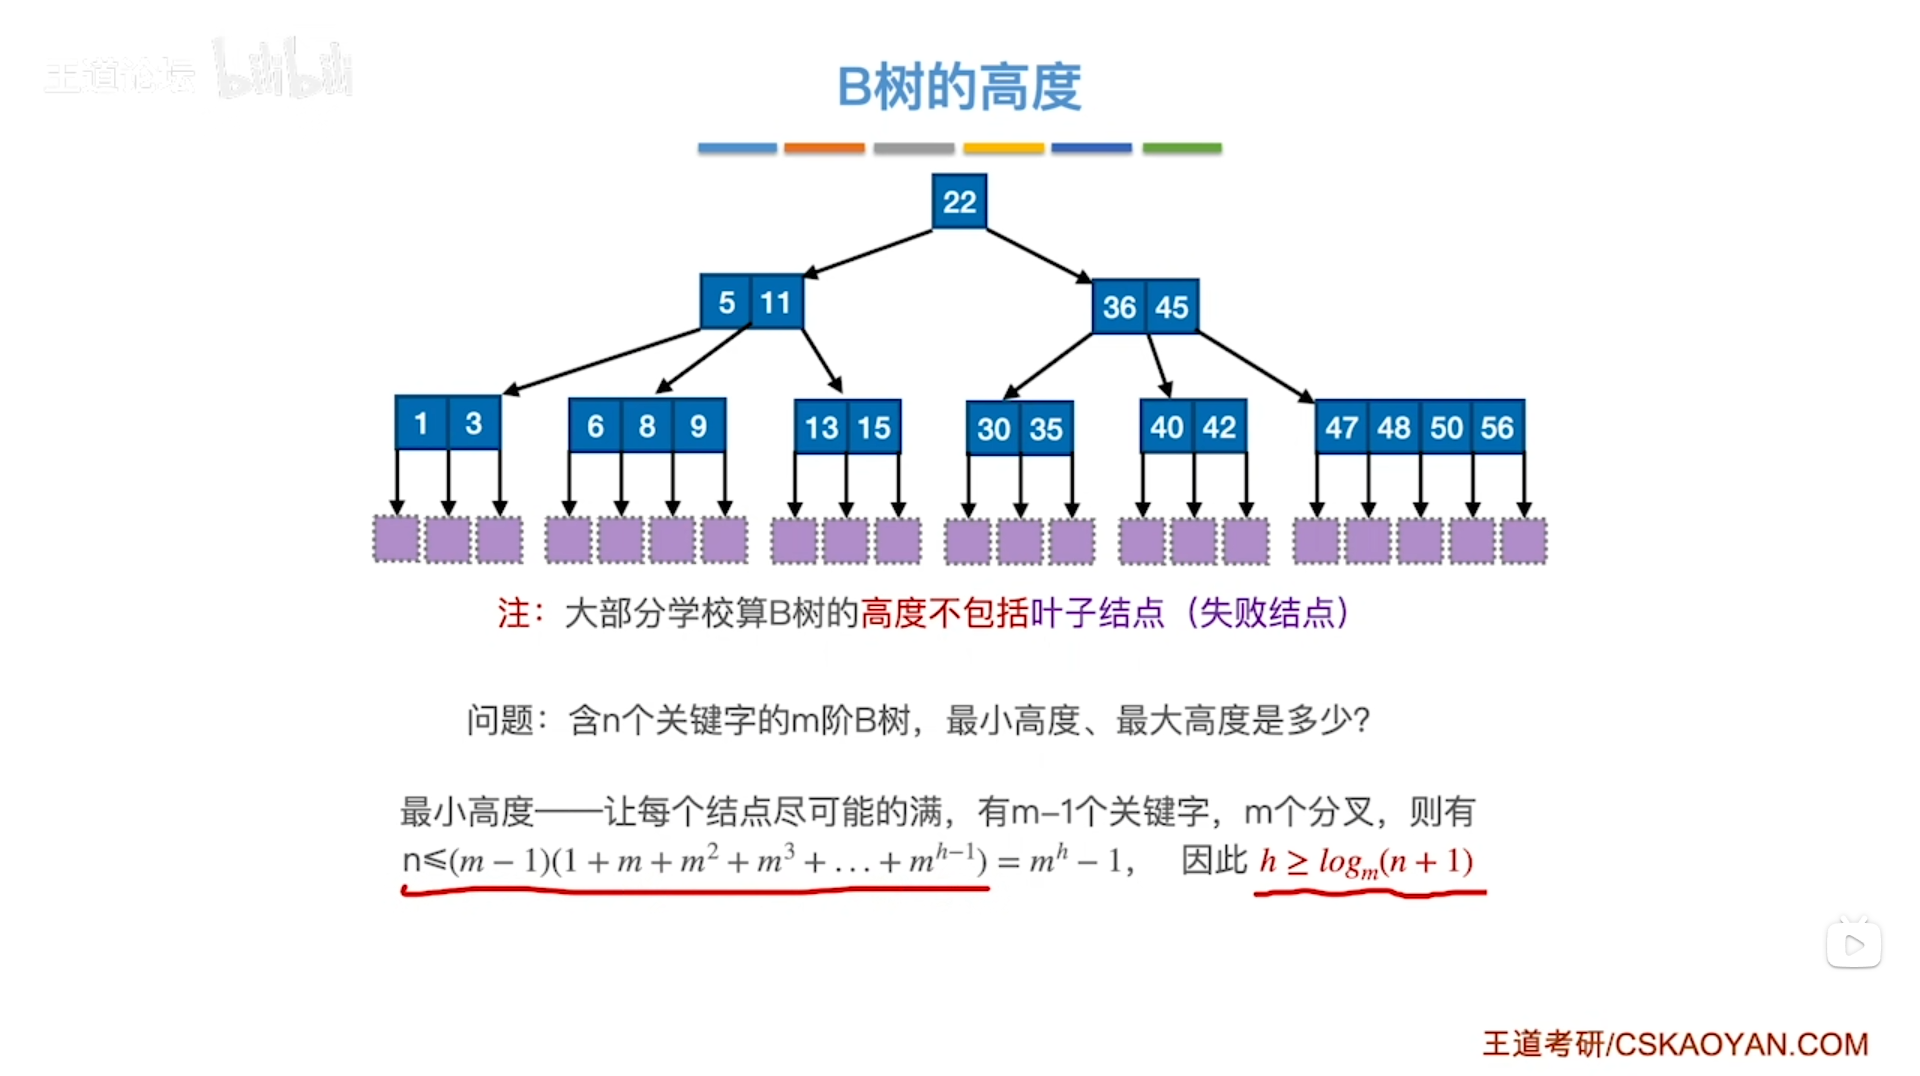 王道论坛 bilibili
B树的高度
22
5 11 36 45
1 3 6 8 9 13 15 30 35 40 42 47 48 50 56
注：大部分学校算B树的高度不包括叶子结点（失败结点）
问题：含n个关键字的m阶B树，最小高度、最大高度是多少？
最小高度——让每个结点尽可能的满，有m–1个关键字，m个分叉，则有
n≤(m − 1)(1 + m + m² + m³ + … + mʰ⁻¹) = mʰ − 1， 因此 h ≥ logₘ(n + 1)
王道考研/CSKAOYAN.COM